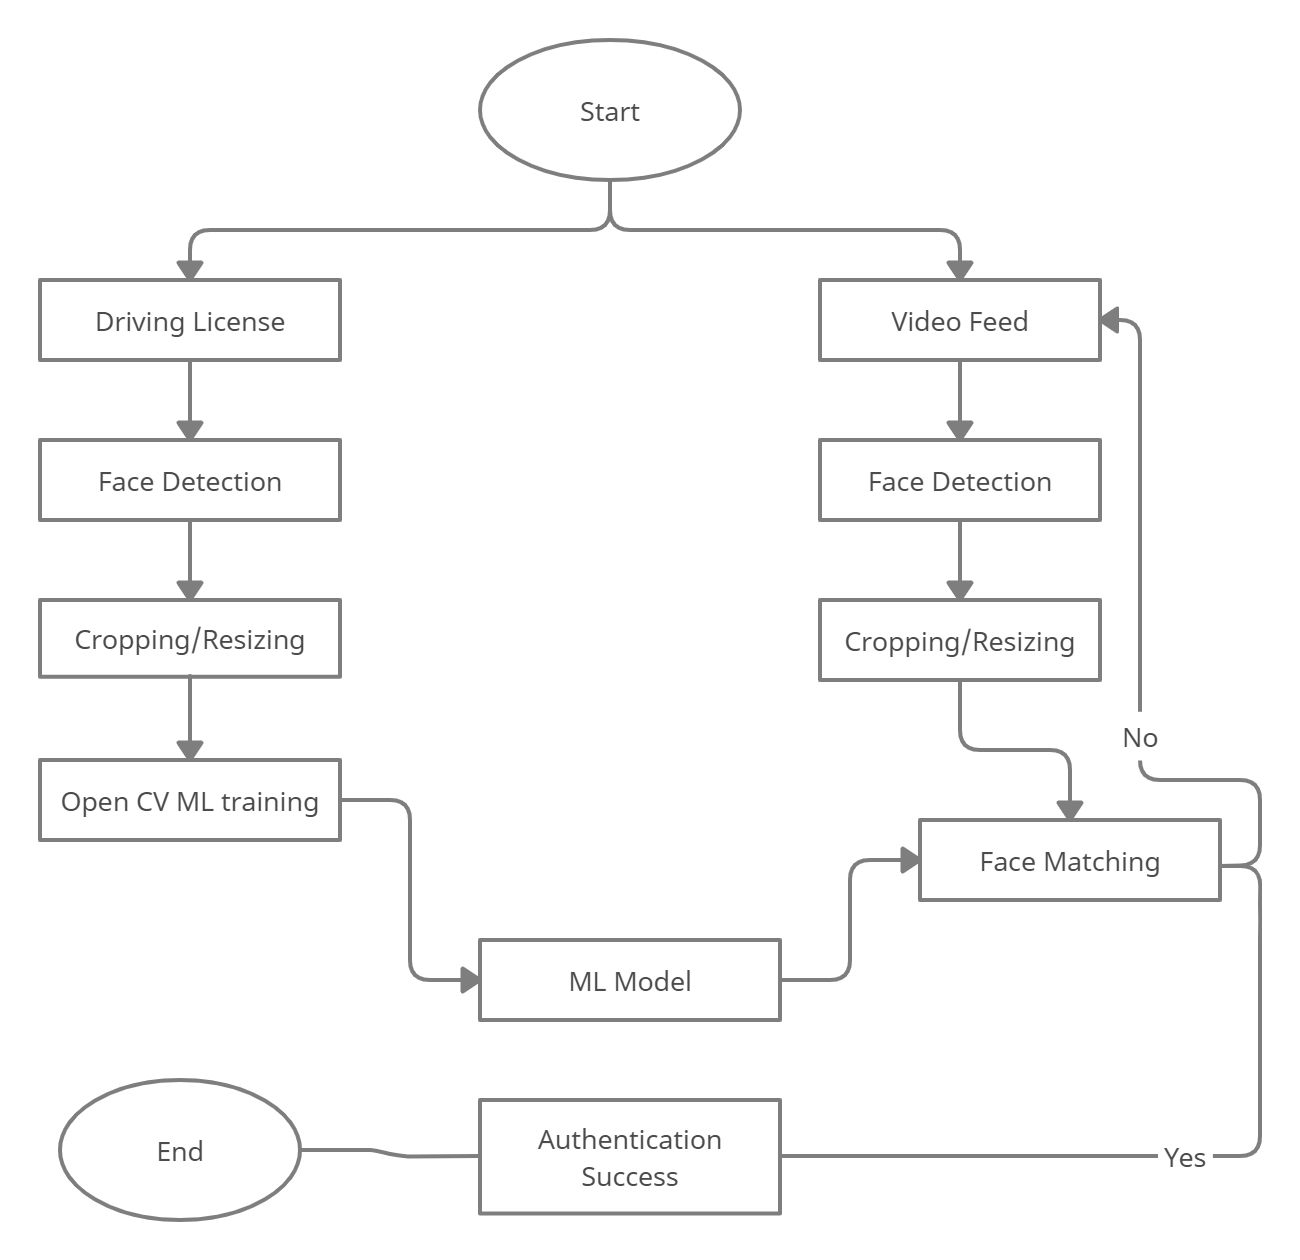 Start
Driving License
Video Feed
Face Detection
Face Detection
Cropping/Resizing
Cropping/Resizing
No
Open CV ML training
Face Matching
ML Model
End
Authentication
Success
Yes